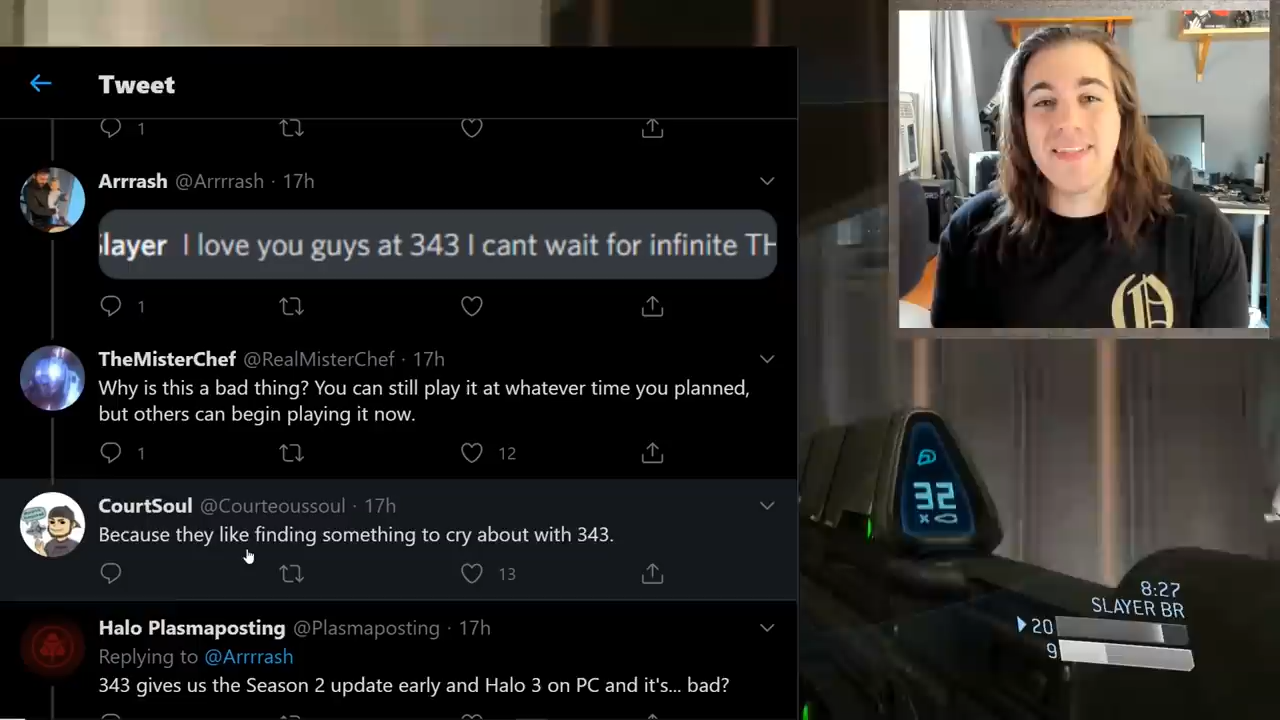 Tweet
1
Arrrash @Arrrrash · 17h
Slayer I love you guys at 343 I cant wait for infinite TH
1
TheMisterChef @RealMisterChef · 17h
Why is this a bad thing? You can still play it at whatever time you planned,
but others can begin playing it now.
1 12
CourtSoul @Courteoussoul · 17h
Because they like finding something to cry about with 343.
13
Halo Plasmaposting @Plasmaposting · 17h
Replying to @Arrrrash
343 gives us the Season 2 update early and Halo 3 on PC and it's... bad?
O
32
x
8:27
SLAYER BR
20
9